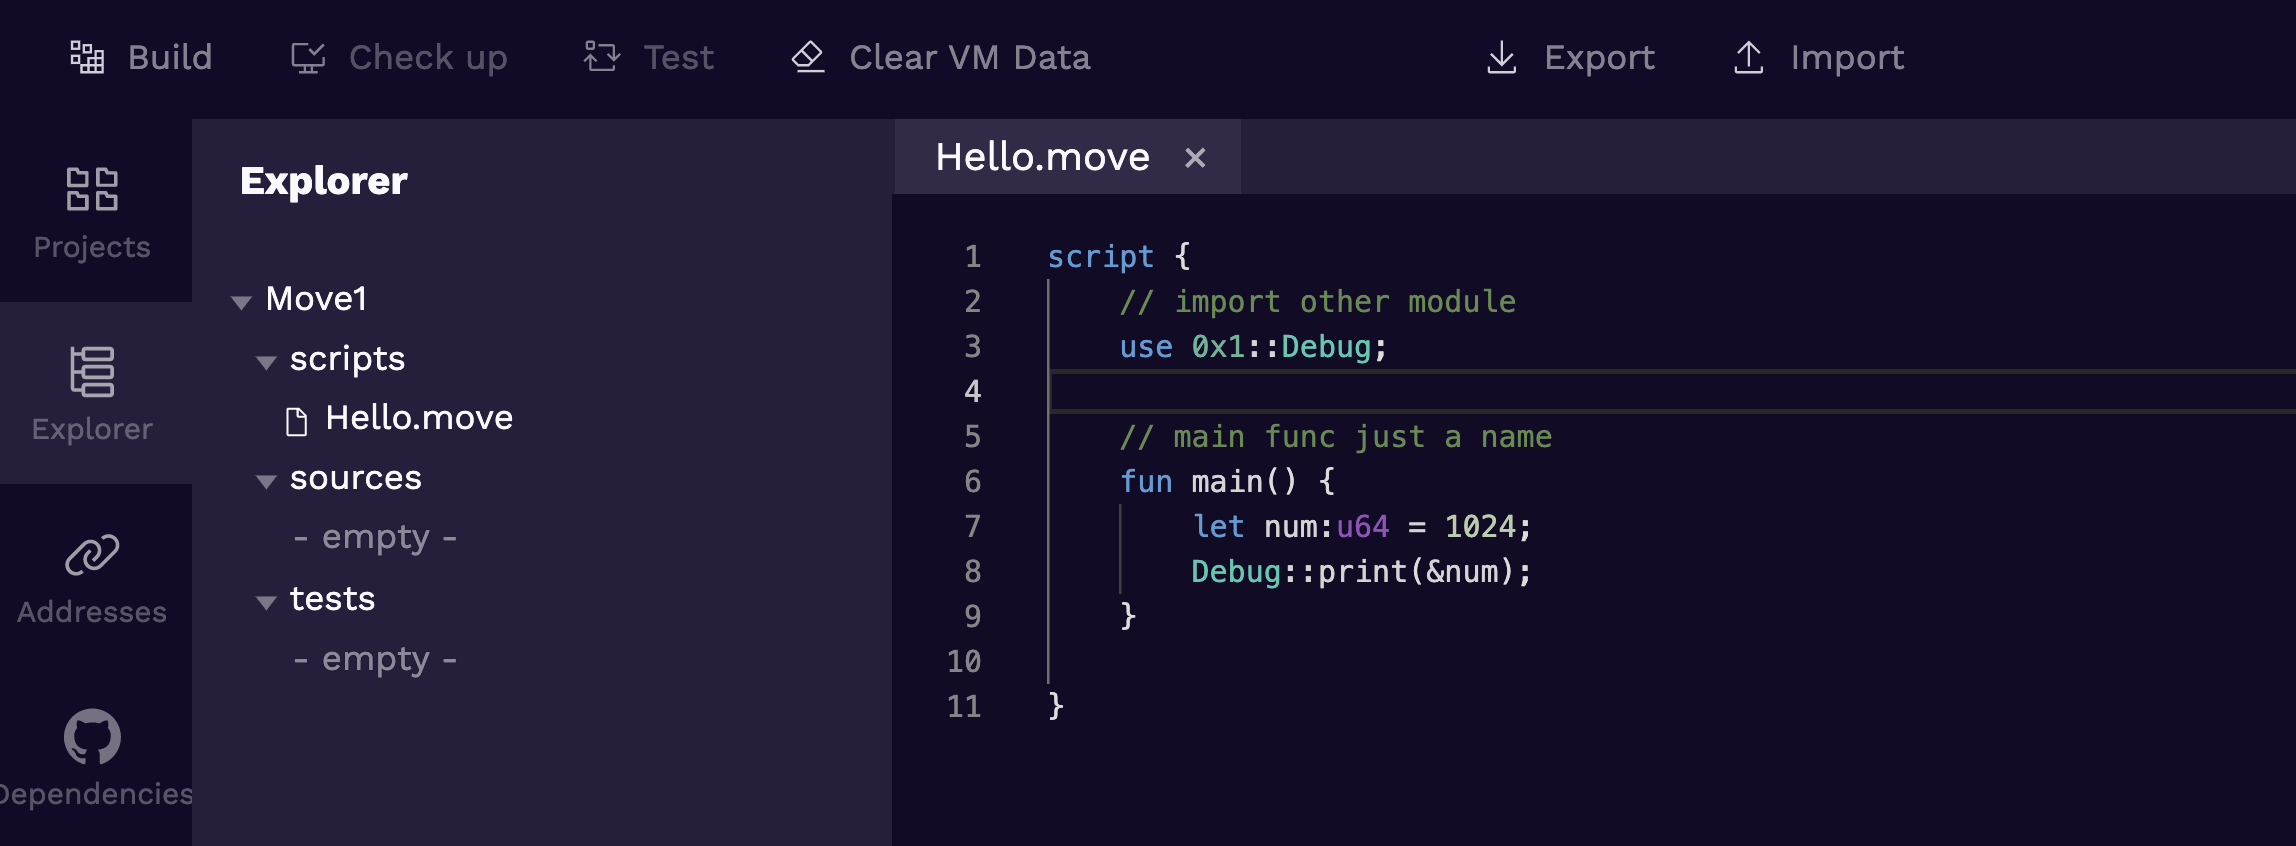 Build Check up Test Clear VM Data Export Import
Projects
Explorer
Addresses
Dependencies
Explorer
Move1
scripts
Hello.move
sources
- empty -
tests
- empty -
Hello.move ×
1 script {
2     // import other module
3     use 0x1::Debug;
4
5     // main func just a name
6     fun main() {
7         let num:u64 = 1024;
8         Debug::print(&num);
9     }
10
11 }